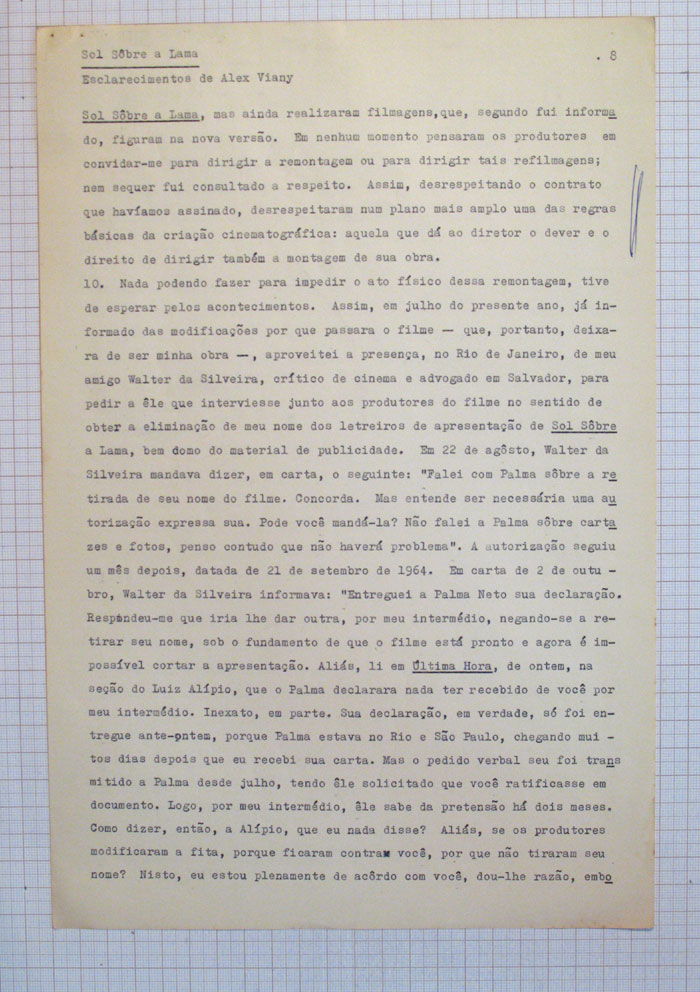 Sol Sôbre a Lama . 8
Esclarecimentos de Alex Viany
Sol Sôbre a Lama, mas ainda realizaram filmagens,que, segundo fui informa
do, figuram na nova versão. Em nenhum momento pensaram os produtores em
convidar-me para dirigir a remontagem ou para dirigir tais refilmagens;
nem sequer fui consultado a respeito. Assim, desrespeitando o contrato
que havíamos assinado, desrespeitaram num plano mais amplo uma das regras
básicas da criação cinematográfica: aquela que dá ao diretor o dever e o
direito de dirigir também a montagem de sua obra.
10. Nada podendo fazer para impedir o ato físico dessa remontagem, tive
de esperar pelos acontecimentos. Assim, em julho do presente ano, já in-
formado das modificações por que passara o filme — que, portanto, deixa-
ra de ser minha obra —, aproveitei a presença, no Rio de Janeiro, de meu
amigo Walter da Silveira, crítico de cinema e advogado em Salvador, para
pedir a êle que interviesse junto aos produtores do filme no sentido de
obter a eliminação de meu nome dos letreiros de apresentação de Sol Sôbre
a Lama, bem como do material de publicidade. Em 22 de agôsto, Walter da
Silveira mandava dizer, em carta, o seguinte: "Falei com Palma sôbre a re
tirada de seu nome do filme. Concorda. Mas entende ser necessária uma au
torização expressa sua. Pode você mandá-la? Não falei a Palma sôbre carta
zes e fotos, penso contudo que não haverá problema". A autorização seguiu
um mês depois, datada de 21 de setembro de 1964. Em carta de 2 de outu -
bro, Walter da Silveira informava: "Entreguei a Palma Neto sua declaração.
Respondeu-me que iria lhe dar outra, por meu intermédio, negando-se a re-
tirar seu nome, sob o fundamento de que o filme está pronto e agora é im-
possível cortar a apresentação. Aliás, li em Última Hora, de ontem, na
seção do Luiz Alípio, que o Palma declarara nada ter recebido de você por
meu intermédio. Inexato, em parte. Sua declaração, em verdade, só foi en-
tregue ante-ontem, porque Palma estava no Rio e São Paulo, chegando mui -
tos dias depois que eu recebi sua carta. Mas o pedido verbal seu foi trans
mitido a Palma desde julho, tendo êle solicitado que você ratificasse em
documento. Logo, por meu intermédio, êle sabe da pretensão há dois meses.
Como dizer, então, a Alípio, que eu nada disse? Aliás, se os produtores
modificaram a fita, porque ficaram contra você, por que não tiraram seu
nome? Nisto, eu estou plenamente de acôrdo com você, dou-lhe razão, embo